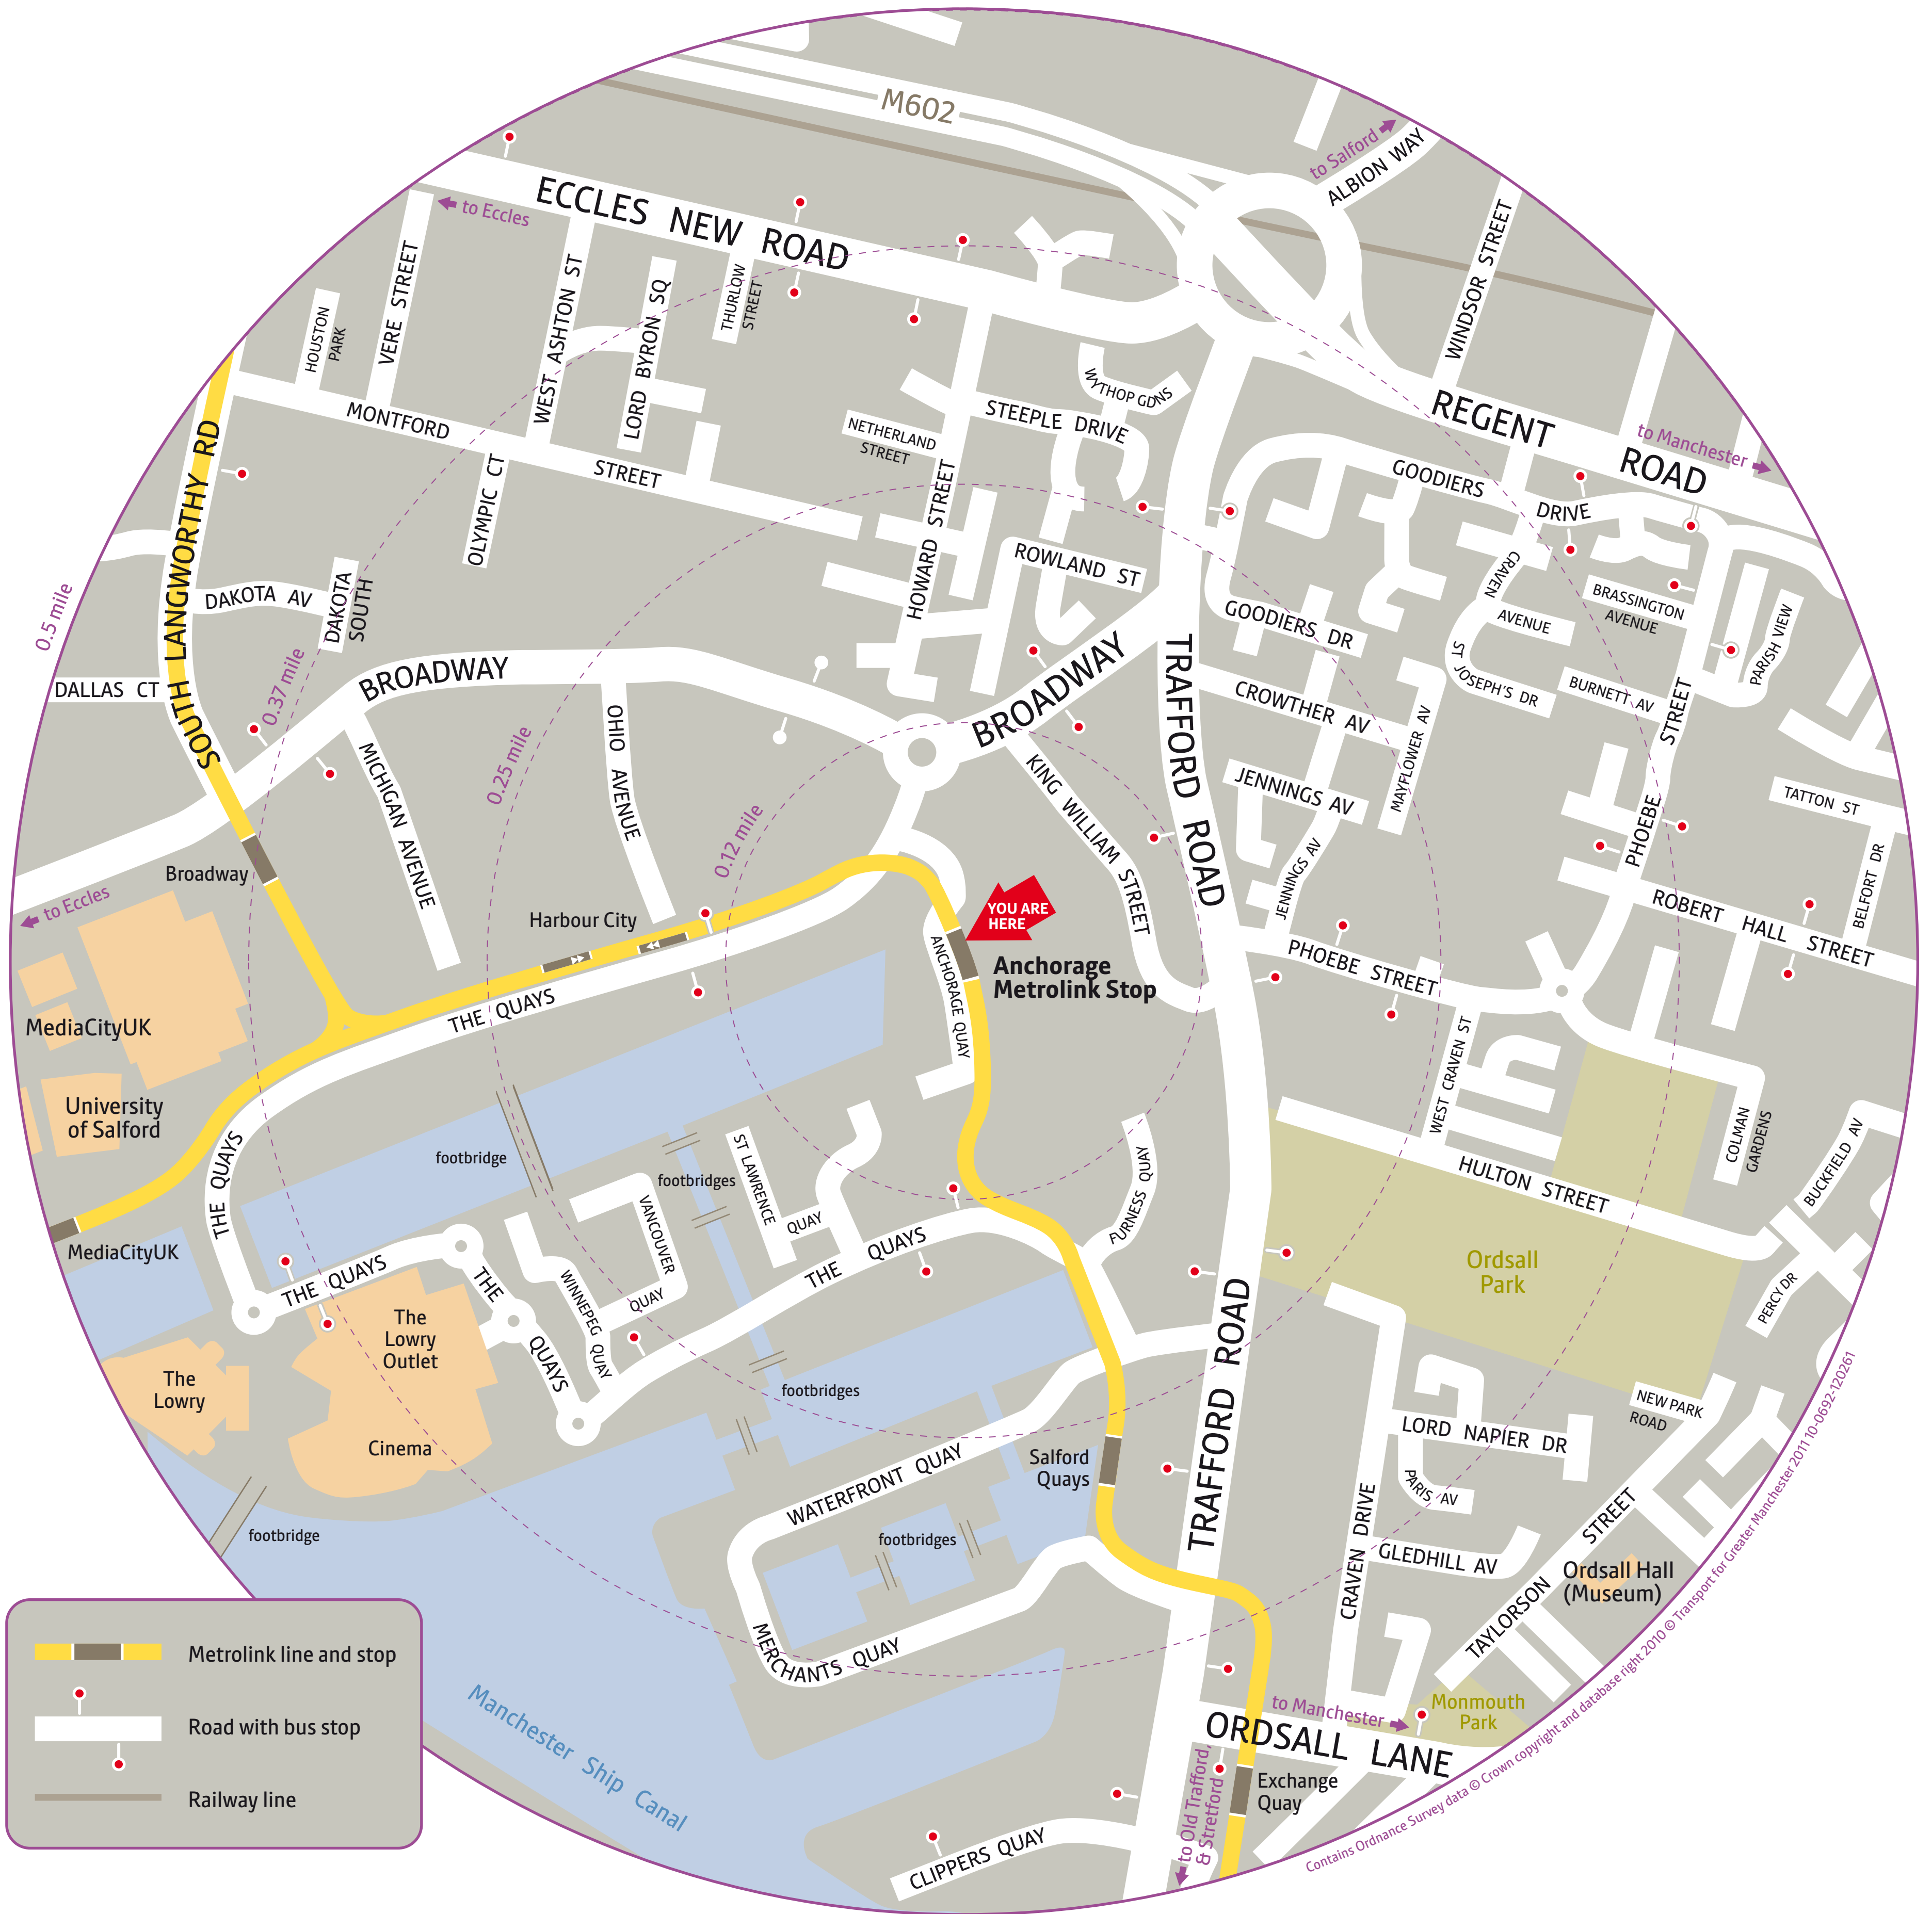 M602
to Salford
ALBION WAY
ECCLES NEW ROAD
to Eccles
WINDSOR STREET
VERE STREET
HOUSTON
PARK
WEST ASHTON ST
LORD BYRON SQ
THURLOW
STREET
MONTFORD STREET
OLYMPIC CT
NETHERLAND
STREET
STEEPLE DRIVE
WYTHOP GDNS
HOWARD STREET
ROWLAND ST
REGENT ROAD
to Manchester
GOODIERS DRIVE
GOODIERS DR
CRAVEN
AVENUE
BRASSINGTON
AVENUE
ST JOSEPH'S DR
BURNETT AV
PARISH VIEW
SOUTH LANGWORTHY RD
DAKOTA AV
DAKOTA
SOUTH
DALLAS CT
0.5 mile
0.37 mile
0.25 mile
0.12 mile
BROADWAY
BROADWAY
MICHIGAN AVENUE
OHIO AVENUE
KING WILLIAM STREET
TRAFFORD ROAD
CROWTHER AV
MAYFLOWER AV
JENNINGS AV
JENNINGS AV
PHOEBE STREET
TATTON ST
BELFORT DR
ROBERT HALL STREET
PHOEBE STREET
Broadway
to Eccles
Harbour City
YOU ARE
HERE
Anchorage
Metrolink Stop
ANCHORAGE QUAY
THE QUAYS
MediaCityUK
University
of Salford
MediaCityUK
THE QUAYS
footbridge
footbridges
ST LAWRENCE
QUAY
VANCOUVER
QUAY
WINNEPEG QUAY
THE QUAYS
THE QUAYS
THE QUAYS
FURNESS QUAY
WEST CRAVEN ST
HULTON STREET
COLMAN
GARDENS
BUCKFIELD AV
PERCY DR
Ordsall
Park
The
Lowry
Outlet
The
Lowry
Cinema
footbridge
footbridges
footbridges
WATERFRONT QUAY
MERCHANTS QUAY
Salford
Quays
TRAFFORD ROAD
NEW PARK
ROAD
LORD NAPIER DR
PARIS AV
CRAVEN DRIVE
GLEDHILL AV
TAYLORSON STREET
Ordsall Hall
(Museum)
Monmouth
Park
to Manchester
ORDSALL LANE
Exchange
Quay
to Old Trafford,
& Stretford
CLIPPERS QUAY
Manchester Ship Canal
Metrolink line and stop
Road with bus stop
Railway line
Contains Ordnance Survey data © Crown copyright and database right 2010 © Transport for Greater Manchester 2011 10-0692-120261